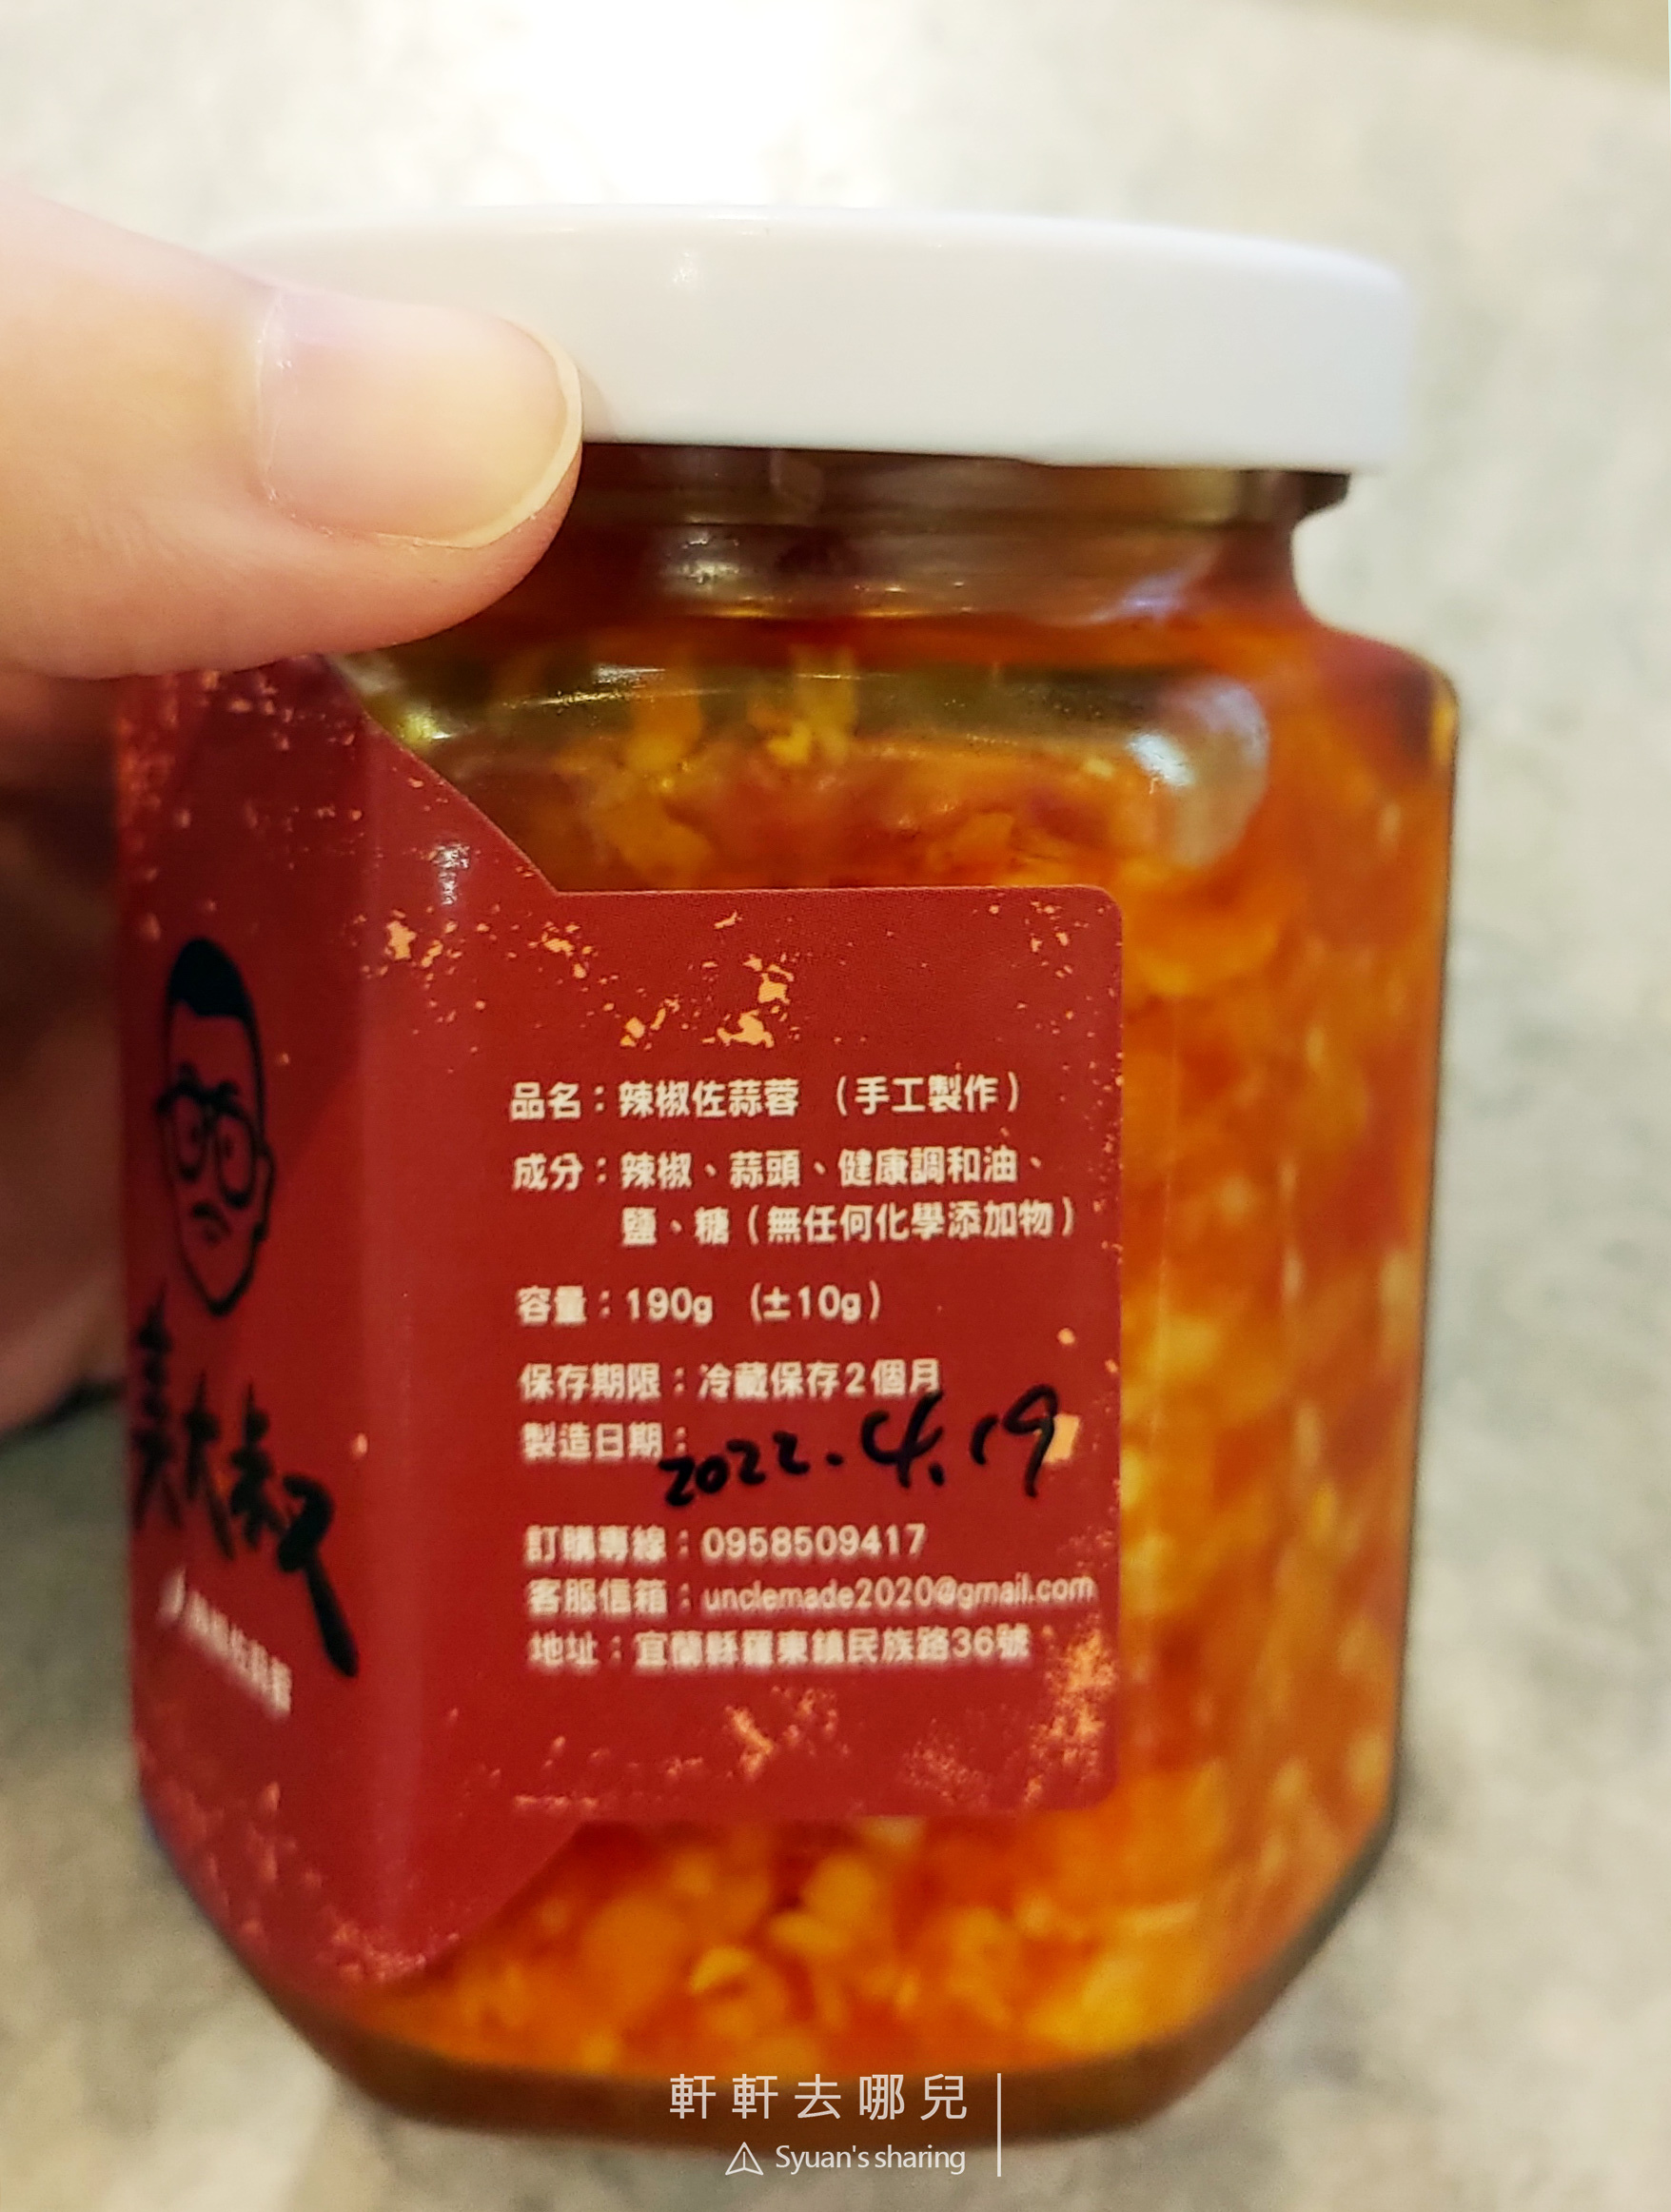 品名：辣椒佐蒜蓉 （手工製作）
成分：辣椒、蒜頭、健康調和油、
鹽、糖（無任何化學添加物）
容量：190g （±10g）
保存期限：冷藏保存2個月
製造日期：2022.4.19
訂購專線：0958509417
客服信箱：unclemade2020@gmail.com
地址：宜蘭縣羅東鎮民族路36號
軒軒去哪兒
Syuan's sharing